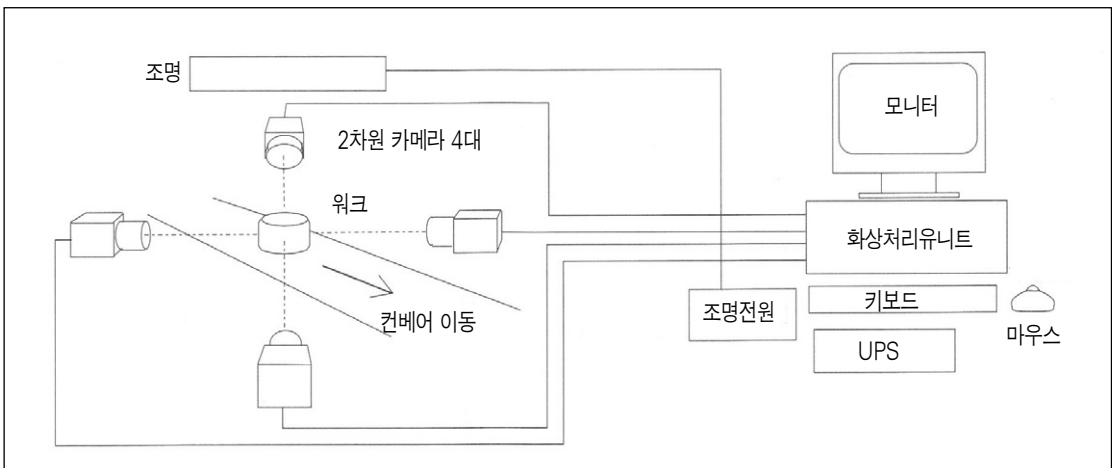 조명
모니터
2차원 카메라 4대
워크
화상처리유니트
컨베어 이동
조명전원
키보드
마우스
UPS